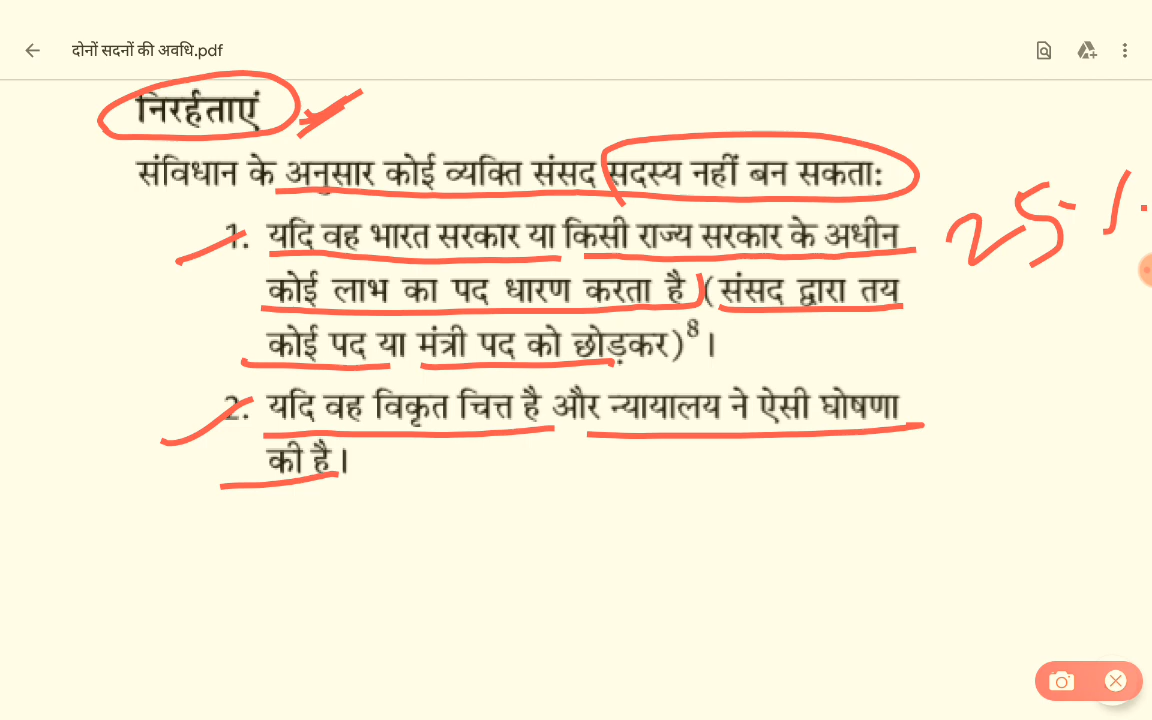 दोनों सदनों की अवधि.pdf
निरर्हताएं
संविधान के अनुसार कोई व्यक्ति संसद सदस्य नहीं बन सकता:
1. यदि वह भारत सरकार या किसी राज्य सरकार के अधीन
कोई लाभ का पद धारण करता है (संसद द्वारा तय
कोई पद या मंत्री पद को छोड़कर)⁸।
2. यदि वह विकृत चित्त है और न्यायालय ने ऐसी घोषणा
की है।
25